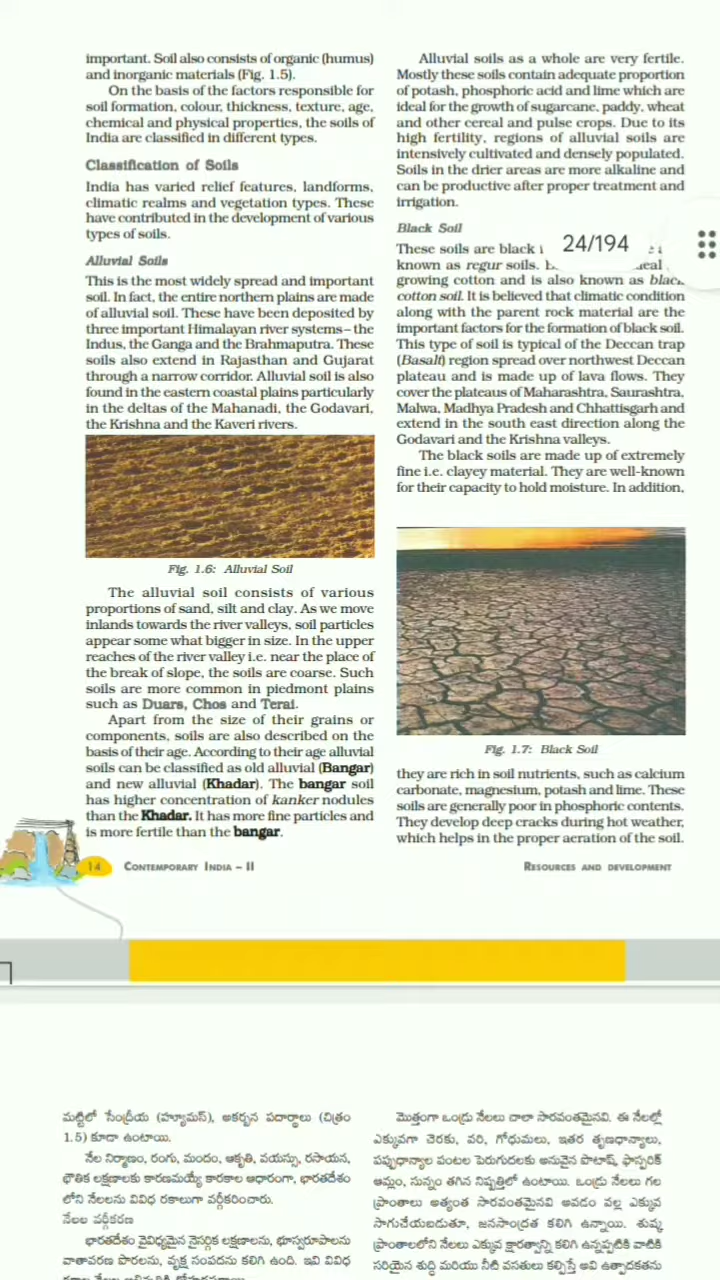 important. Soil also consists of organic (humus)
and inorganic materials (Fig. 1.5).
On the basis of the factors responsible for
soil formation, colour, thickness, texture, age,
chemical and physical properties, the soils of
India are classified in different types.
Classification of Soils
India has varied relief features, landforms,
climatic realms and vegetation types. These
have contributed in the development of various
types of soils.
Alluvial Soils
This is the most widely spread and important
soil. In fact, the entire northern plains are made
of alluvial soil. These have been deposited by
three important Himalayan river systems – the
Indus, the Ganga and the Brahmaputra. These
soils also extend in Rajasthan and Gujarat
through a narrow corridor. Alluvial soil is also
found in the eastern coastal plains particularly
in the deltas of the Mahanadi, the Godavari,
the Krishna and the Kaveri rivers.
Fig. 1.6: Alluvial Soil
The alluvial soil consists of various
proportions of sand, silt and clay. As we move
inlands towards the river valleys, soil particles
appear some what bigger in size. In the upper
reaches of the river valley i.e. near the place of
the break of slope, the soils are coarse. Such
soils are more common in piedmont plains
such as Duars, Chos and Terai.
Apart from the size of their grains or
components, soils are also described on the
basis of their age. According to their age alluvial
soils can be classified as old alluvial (Bangar)
and new alluvial (Khadar). The bangar soil
has higher concentration of kanker nodules
than the Khadar. It has more fine particles and
is more fertile than the bangar.
Alluvial soils as a whole are very fertile.
Mostly these soils contain adequate proportion
of potash, phosphoric acid and lime which are
ideal for the growth of sugarcane, paddy, wheat
and other cereal and pulse crops. Due to its
high fertility, regions of alluvial soils are
intensively cultivated and densely populated.
Soils in the drier areas are more alkaline and
can be productive after proper treatment and
irrigation.
Black Soil
These soils are black
24/194
known as regur soils.
growing cotton and is also known as black
cotton soil. It is believed that climatic condition
along with the parent rock material are the
important factors for the formation of black soil.
This type of soil is typical of the Deccan trap
(Basalt) region spread over northwest Deccan
plateau and is made up of lava flows. They
cover the plateaus of Maharashtra, Saurashtra,
Malwa, Madhya Pradesh and Chhattisgarh and
extend in the south east direction along the
Godavari and the Krishna valleys.
The black soils are made up of extremely
fine i.e. clayey material. They are well-known
for their capacity to hold moisture. In addition,
Fig. 1.7: Black Soil
they are rich in soil nutrients, such as calcium
carbonate, magnesium, potash and lime. These
soils are generally poor in phosphoric contents.
They develop deep cracks during hot weather,
which helps in the proper aeration of the soil.
14 CONTEMPORARY INDIA – II
RESOURCES AND DEVELOPMENT
మట్టిలో సేంద్రీయ (హ్యూమస్), అకర్బన పదార్థాలు (చిత్రం
1.5) కూడా ఉంటాయి.
నేల నిర్మాణం, రంగు, మందం, ఆకృతి, వయస్సు, రసాయన,
భౌతిక లక్షణాలకు కారణమయ్యే కారకాల ఆధారంగా, భారతదేశం
లోని నేలలను వివిధ రకాలుగా వర్గీకరించారు.
నేలల వర్గీకరణ
భారతదేశం వైవిధ్యమైన నైసర్గిక లక్షణాలను, భూస్వరూపాలను
వాతావరణ పొరలను, వృక్ష సంపదను కలిగి ఉంది. ఇవి వివిధ
మొత్తంగా ఒండ్రు నేలలు చాలా సారవంతమైనవి. ఈ నేలల్లో
ఎక్కువగా చెరకు, వరి, గోధుమలు, ఇతర తృణధాన్యాలు,
పప్పుధాన్యాల పంటల పెరుగుదలకు అనువైన పొటాష్, ఫాస్పరిక్
ఆమ్లం, సున్నం తగిన నిష్పత్తిలో ఉంటాయి. ఒండ్రు నేలలు గల
ప్రాంతాలు అత్యంత సారవంతమైనవి అవడం వల్ల ఎక్కువ
సాగుచేయబడుతూ, జనసాంద్రత కలిగి ఉన్నాయి. శుష్క
ప్రాంతాలలోని నేలలు ఎక్కువ క్షారత్వాన్ని కలిగి ఉన్నప్పటికి వాటికి
సరియైన శుద్ధి మరియు నీటి వసతులు కల్పిస్తే అవి ఉత్పాదకతను